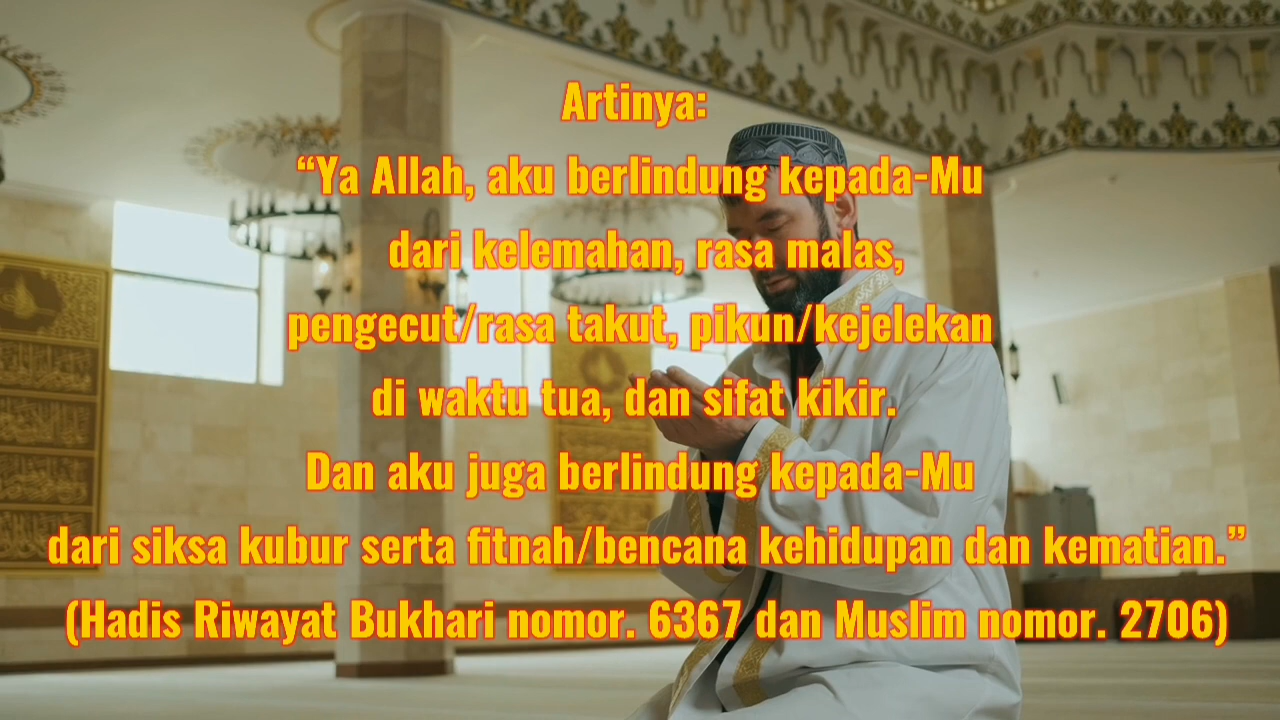 Artinya:
“Ya Allah, aku berlindung kepada-Mu
dari kelemahan, rasa malas,
pengecut/rasa takut, pikun/kejelekan
di waktu tua, dan sifat kikir.
Dan aku juga berlindung kepada-Mu
dari siksa kubur serta fitnah/bencana kehidupan dan kematian.”
(Hadis Riwayat Bukhari nomor. 6367 dan Muslim nomor. 2706)